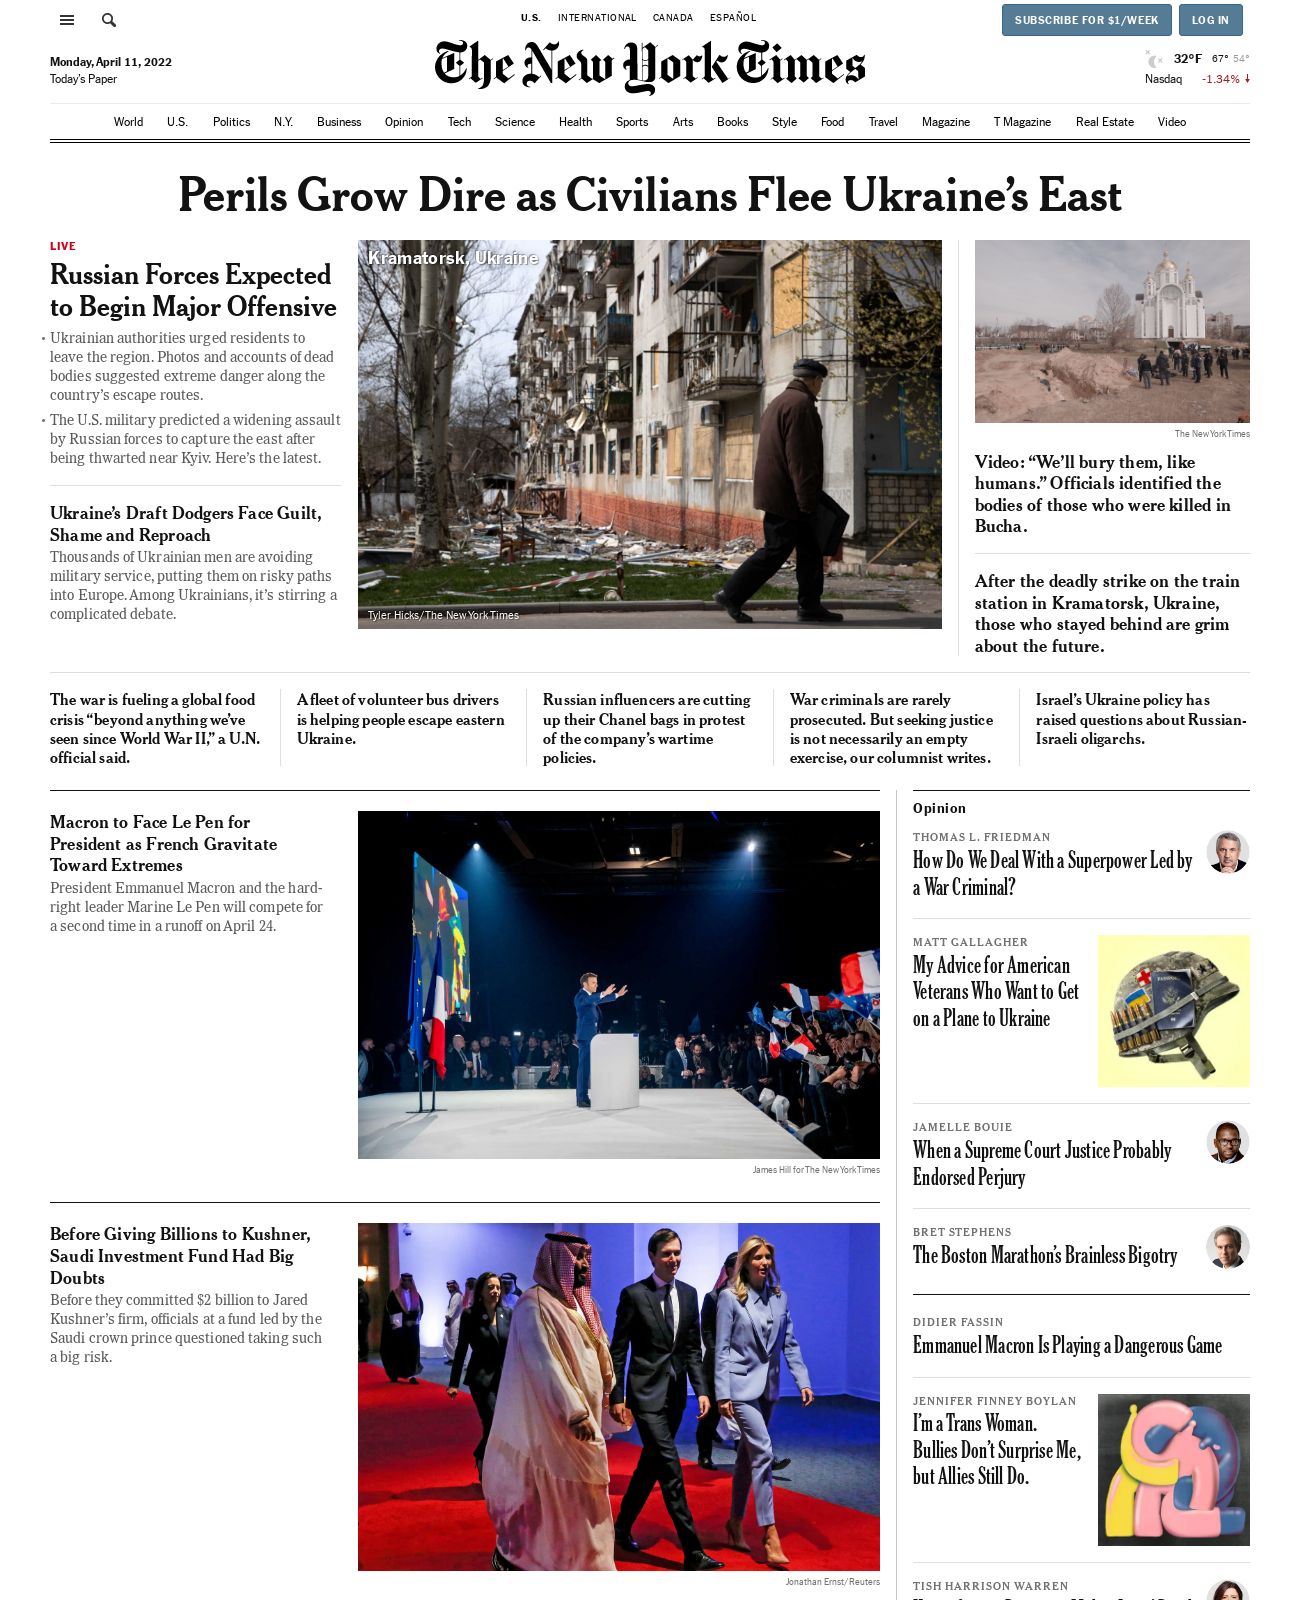 U.S. INTERNATIONAL CANADA ESPAÑOL
SUBSCRIBE FOR $1/WEEK
LOG IN
Monday, April 11, 2022
Today's Paper
The New York Times
32°F 67° 54°
Nasdaq -1.34%
World U.S. Politics N.Y. Business Opinion Tech Science Health Sports Arts Books Style Food Travel Magazine T Magazine Real Estate Video
Perils Grow Dire as Civilians Flee Ukraine’s East
LIVE
Russian Forces Expected
to Begin Major Offensive
• Ukrainian authorities urged residents to
leave the region. Photos and accounts of dead
bodies suggested extreme danger along the
country’s escape routes.
• The U.S. military predicted a widening assault
by Russian forces to capture the east after
being thwarted near Kyiv. Here’s the latest.
Ukraine’s Draft Dodgers Face Guilt,
Shame and Reproach
Thousands of Ukrainian men are avoiding
military service, putting them on risky paths
into Europe. Among Ukrainians, it’s stirring a
complicated debate.
Kramatorsk, Ukraine
Tyler Hicks/The New York Times
The New York Times
Video: “We’ll bury them, like
humans.” Officials identified the
bodies of those who were killed in
Bucha.
After the deadly strike on the train
station in Kramatorsk, Ukraine,
those who stayed behind are grim
about the future.
The war is fueling a global food
crisis “beyond anything we’ve
seen since World War II,” a U.N.
official said.
A fleet of volunteer bus drivers
is helping people escape eastern
Ukraine.
Russian influencers are cutting
up their Chanel bags in protest
of the company’s wartime
policies.
War criminals are rarely
prosecuted. But seeking justice
is not necessarily an empty
exercise, our columnist writes.
Israel’s Ukraine policy has
raised questions about Russian-
Israeli oligarchs.
Macron to Face Le Pen for
President as French Gravitate
Toward Extremes
President Emmanuel Macron and the hard-
right leader Marine Le Pen will compete for
a second time in a runoff on April 24.
James Hill for The New York Times
Before Giving Billions to Kushner,
Saudi Investment Fund Had Big
Doubts
Before they committed $2 billion to Jared
Kushner’s firm, officials at a fund led by the
Saudi crown prince questioned taking such
a big risk.
Jonathan Ernst/Reuters
Opinion
THOMAS L. FRIEDMAN
How Do We Deal With a Superpower Led by
a War Criminal?
MATT GALLAGHER
My Advice for American
Veterans Who Want to Get
on a Plane to Ukraine
JAMELLE BOUIE
When a Supreme Court Justice Probably
Endorsed Perjury
BRET STEPHENS
The Boston Marathon’s Brainless Bigotry
DIDIER FASSIN
Emmanuel Macron Is Playing a Dangerous Game
JENNIFER FINNEY BOYLAN
I’m a Trans Woman.
Bullies Don’t Surprise Me,
but Allies Still Do.
TISH HARRISON WARREN